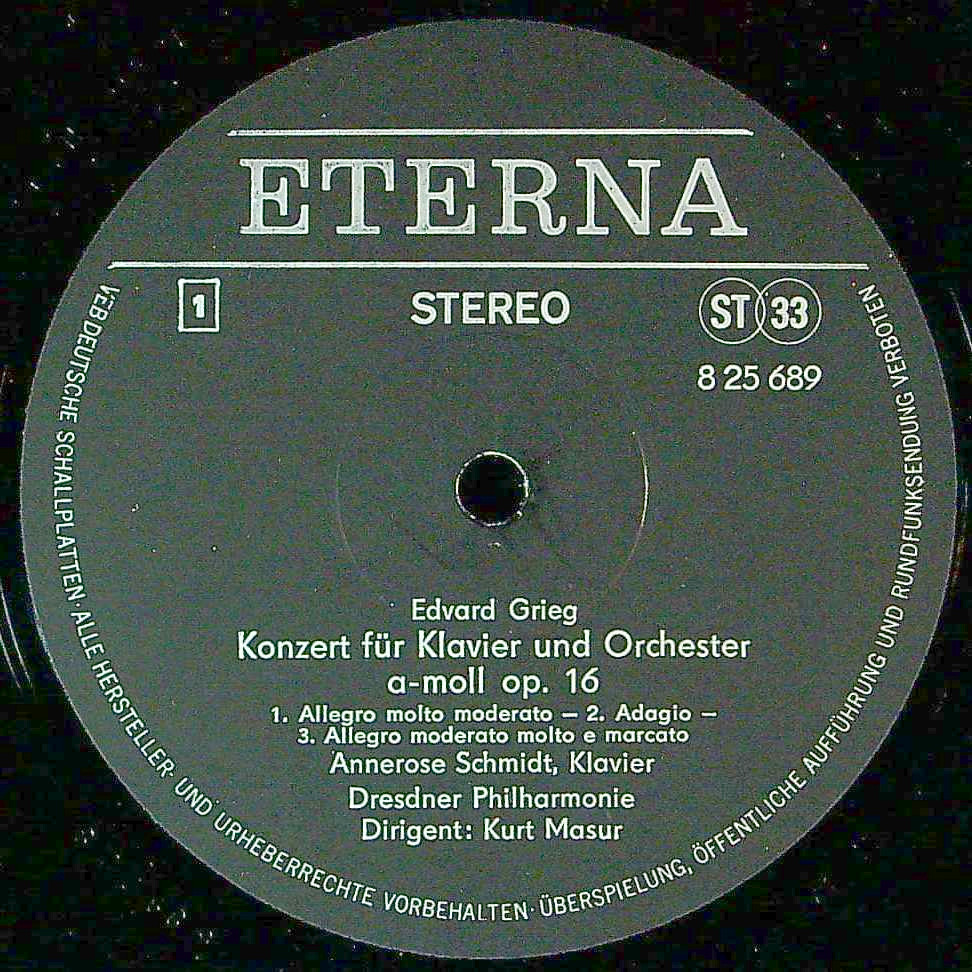 ETERNA
1
STEREO
ST 33
8 25 689
Edvard Grieg
Konzert für Klavier und Orchester
a-moll op. 16
1. Allegro molto moderato – 2. Adagio –
3. Allegro moderato molto e marcato
Annerose Schmidt, Klavier
Dresdner Philharmonie
Dirigent: Kurt Masur
VEB DEUTSCHE SCHALLPLATTEN · ALLE HERSTELLER- UND URHEBERRECHTE VORBEHALTEN · ÜBERSPIELUNG, ÖFFENTLICHE AUFFÜHRUNG UND RUNDFUNKSENDUNG VERBOTEN